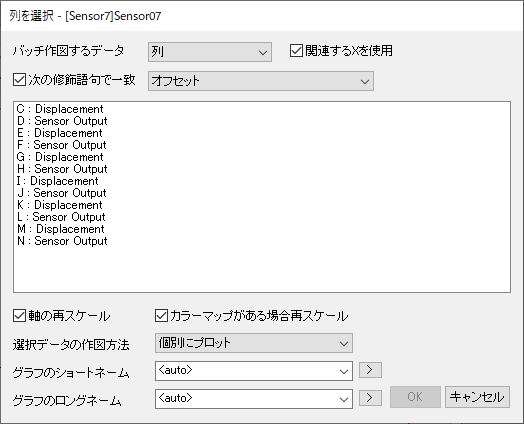 列を選択 - [Sensor7]Sensor07
バッチ作図するデータ 列 関連するXを使用
次の修飾語句で一致 オフセット
C : Displacement
D : Sensor Output
E : Displacement
F : Sensor Output
G : Displacement
H : Sensor Output
I : Displacement
J : Sensor Output
K : Displacement
L : Sensor Output
M : Displacement
N : Sensor Output
軸の再スケール カラーマップがある場合再スケール
選択データの作図方法 個別にプロット
グラフのショートネーム <auto> >
グラフのロングネーム <auto> > OK キャンセル